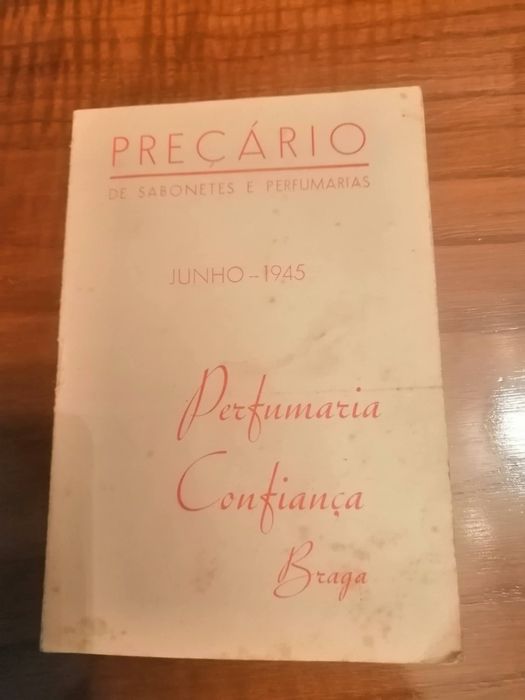 PREÇÁRIO
DE SABONETES E PERFUMARIAS
JUNHO - 1945
Perfumaria
Confiança
Braga